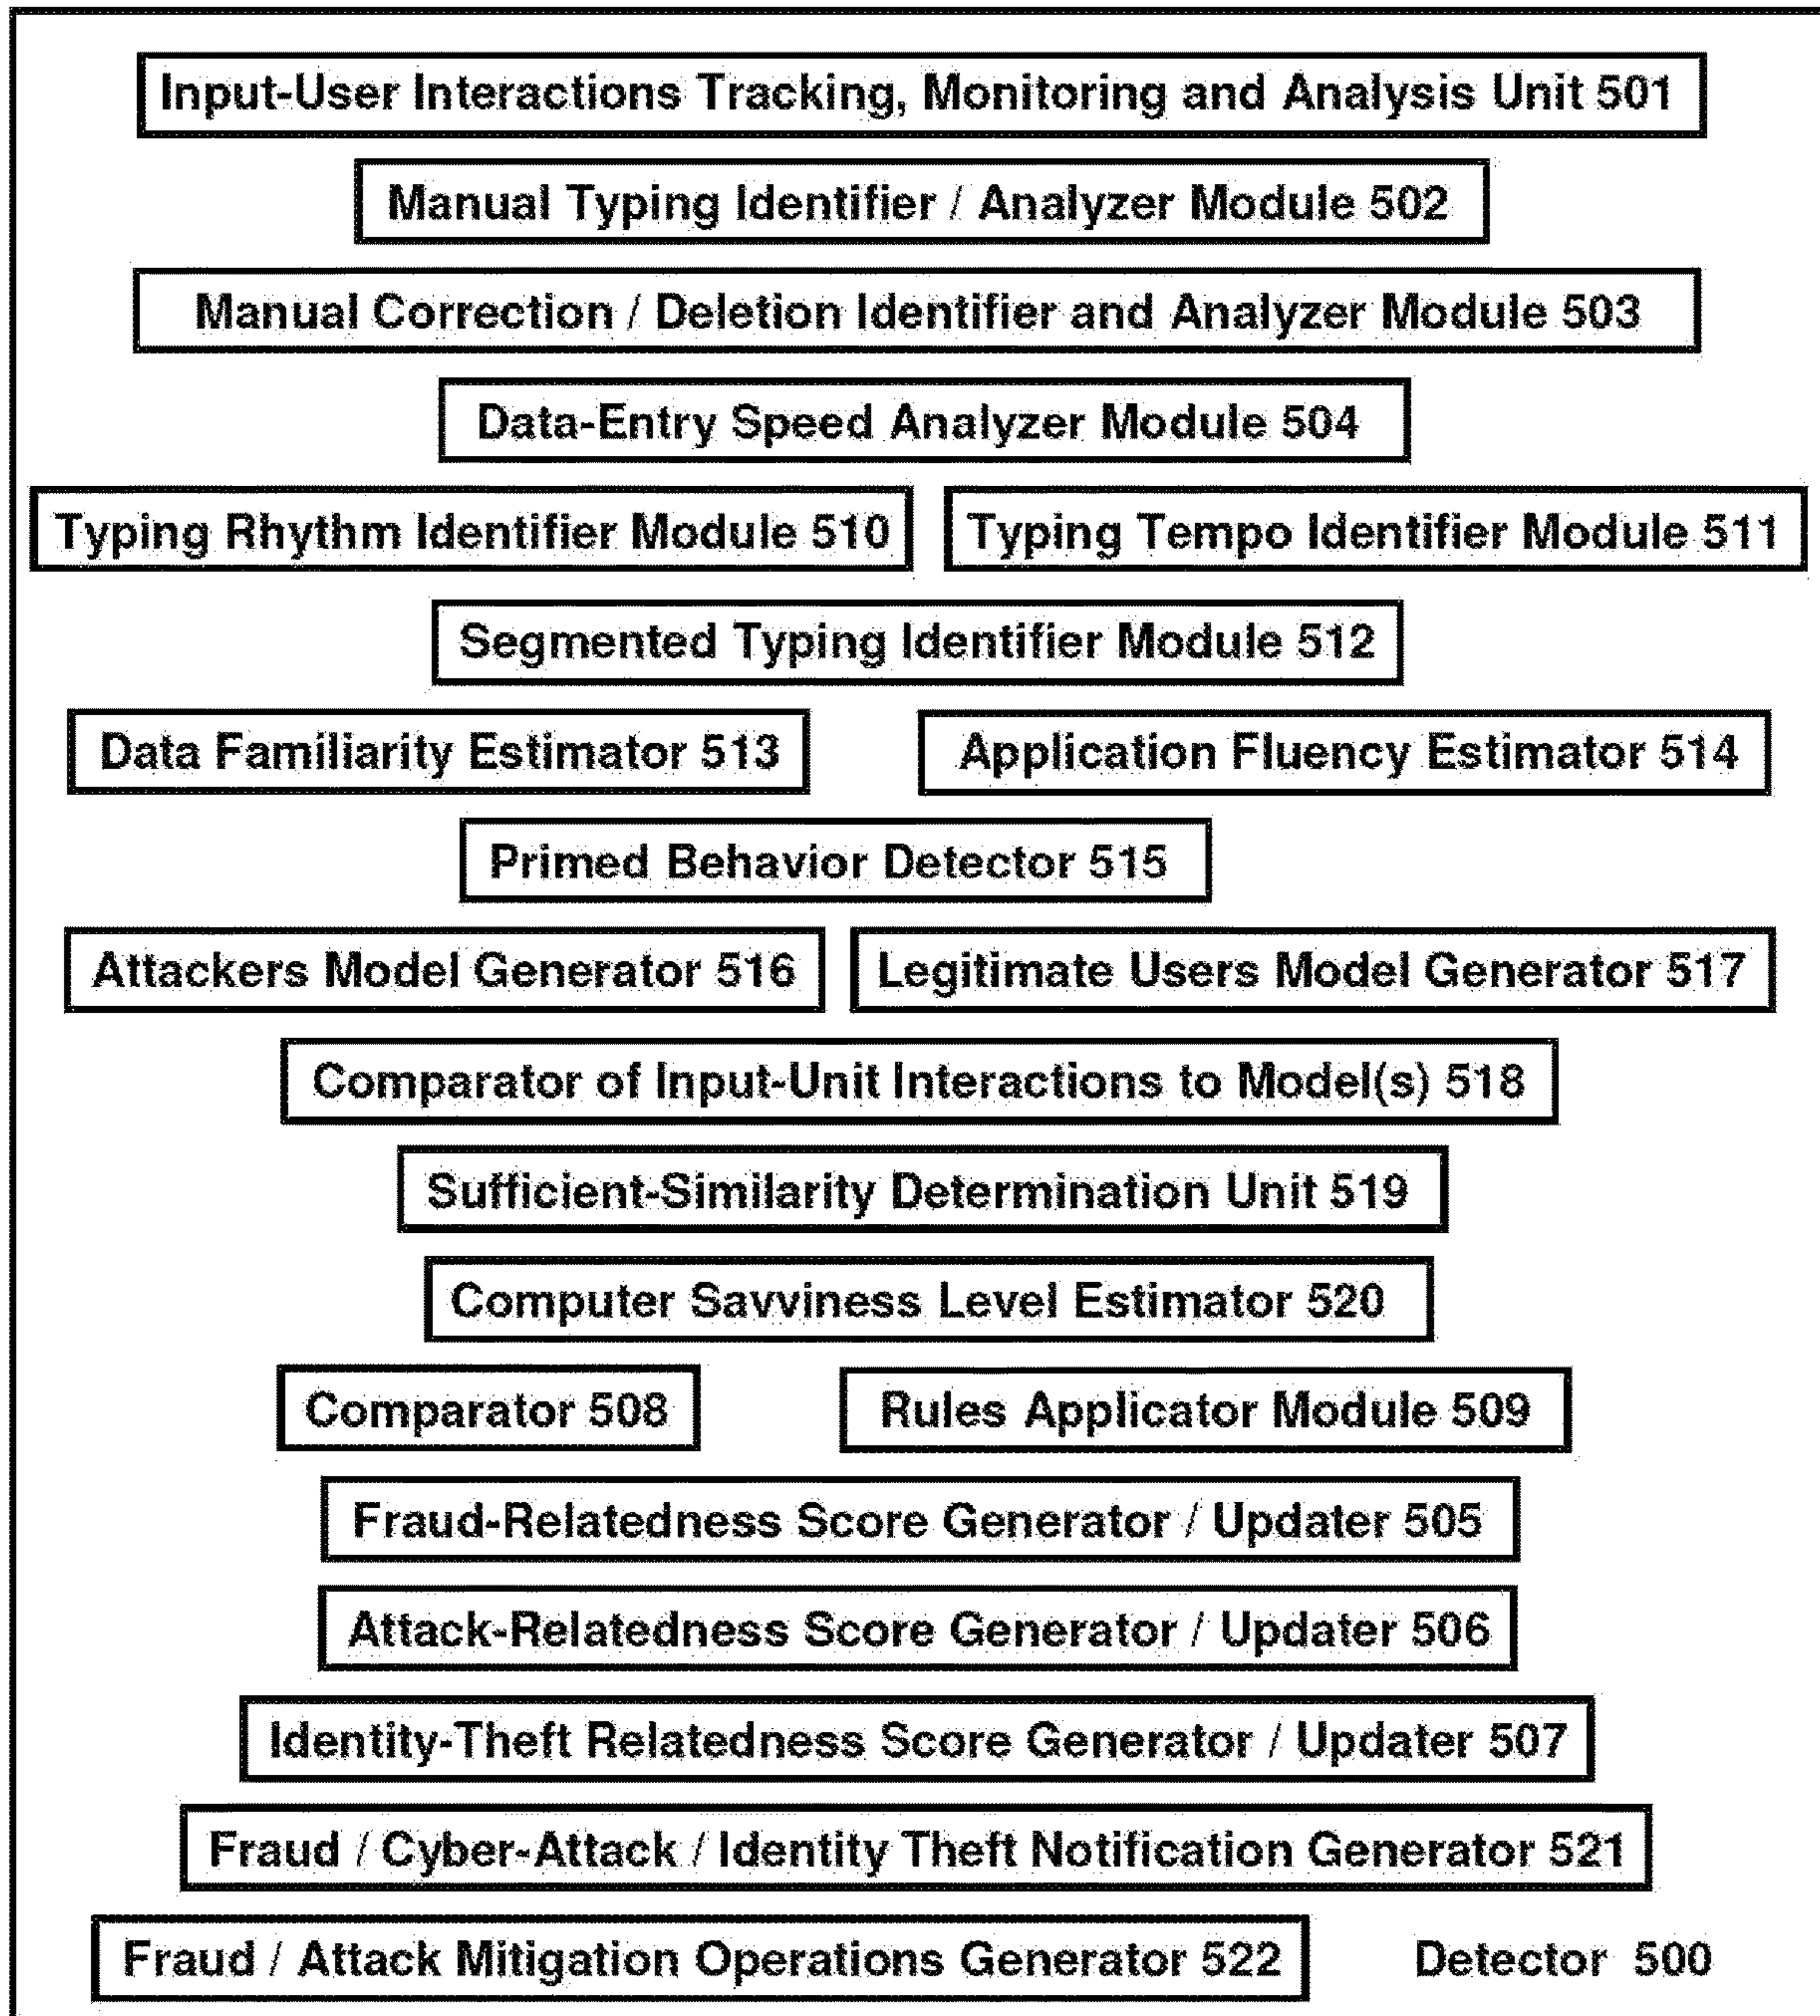 Input-User Interactions Tracking, Monitoring and Analysis Unit 501
Manual Typing Identifier / Analyzer Module 502
Manual Correction / Deletion Identifier and Analyzer Module 503
Data-Entry Speed Analyzer Module 504
Typing Rhythm Identifier Module 510
Typing Tempo Identifier Module 511
Segmented Typing Identifier Module 512
Data Familiarity Estimator 513
Application Fluency Estimator 514
Primed Behavior Detector 515
Attackers Model Generator 516
Legitimate Users Model Generator 517
Comparator of Input-Unit Interactions to Model(s) 518
Sufficient-Similarity Determination Unit 519
Computer Savviness Level Estimator 520
Comparator 508
Rules Applicator Module 509
Fraud-Relatedness Score Generator / Updater 505
Attack-Relatedness Score Generator / Updater 506
Identity-Theft Relatedness Score Generator / Updater 507
Fraud / Cyber-Attack / Identity Theft Notification Generator 521
Fraud / Attack Mitigation Operations Generator 522
Detector 500